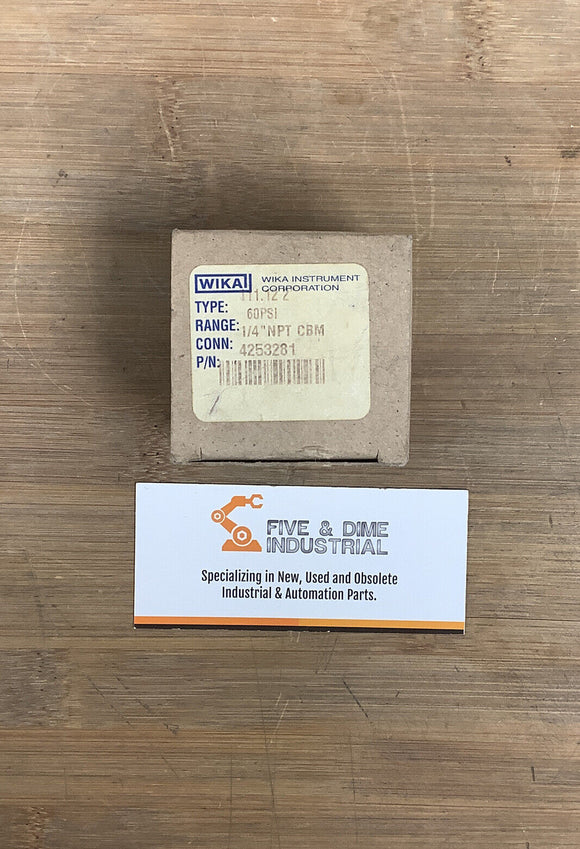 WIKA WIKA INSTRUMENT
CORPORATION
TYPE: 111.12 2
RANGE: 60PSI
CONN: 1/4"NPT CBM
P/N: 4253281
FIVE & DIME
INDUSTRIAL
Specializing in New, Used and Obsolete
Industrial & Automation Parts.